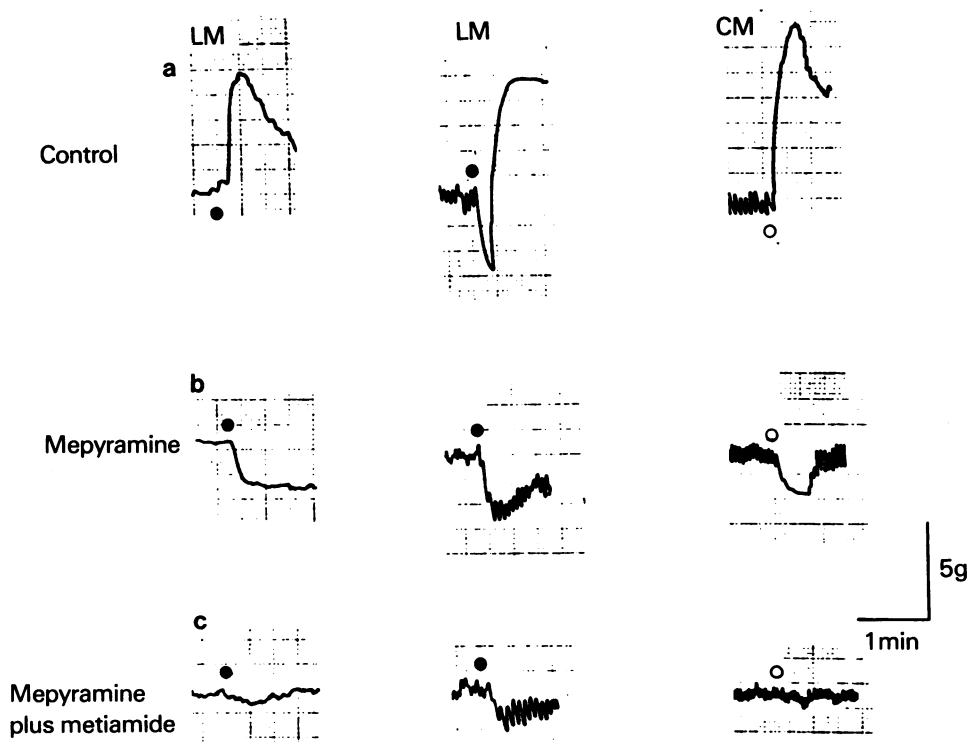 LM
LM
CM
a
Control
b
Mepyramine
5g
1 min
c
Mepyramine
plus metiamide